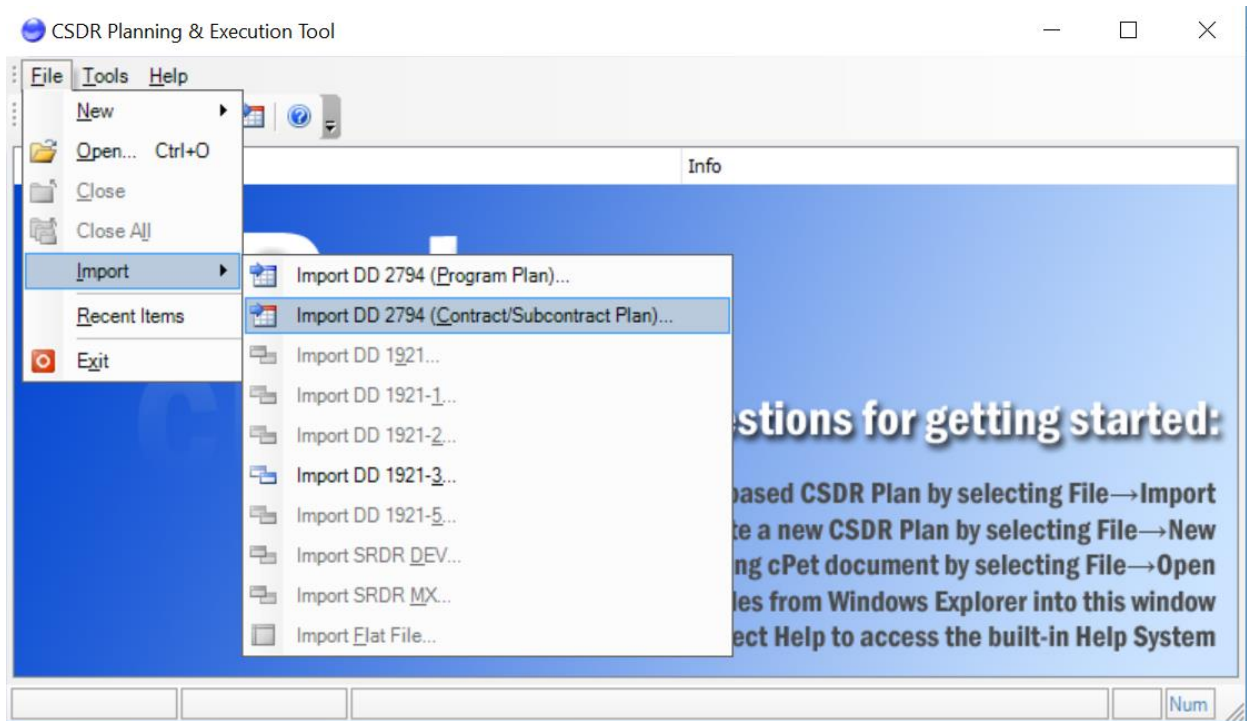 CSDR Planning & Execution Tool
File Tools Help
New
Open... Ctrl+O
Close
Close All
Import
Recent Items
Exit
Info
Import DD 2794 (Program Plan)...
Import DD 2794 (Contract/Subcontract Plan)...
Import DD 1921...
Import DD 1921-1...
Import DD 1921-2...
Import DD 1921-3...
Import DD 1921-5...
Import SRDR DEV...
Import SRDR MX...
Import Flat File...
stions for getting started:
based CSDR Plan by selecting File→Import
te a new CSDR Plan by selecting File→New
ng cPet document by selecting File→Open
les from Windows Explorer into this window
ect Help to access the built-in Help System
Num